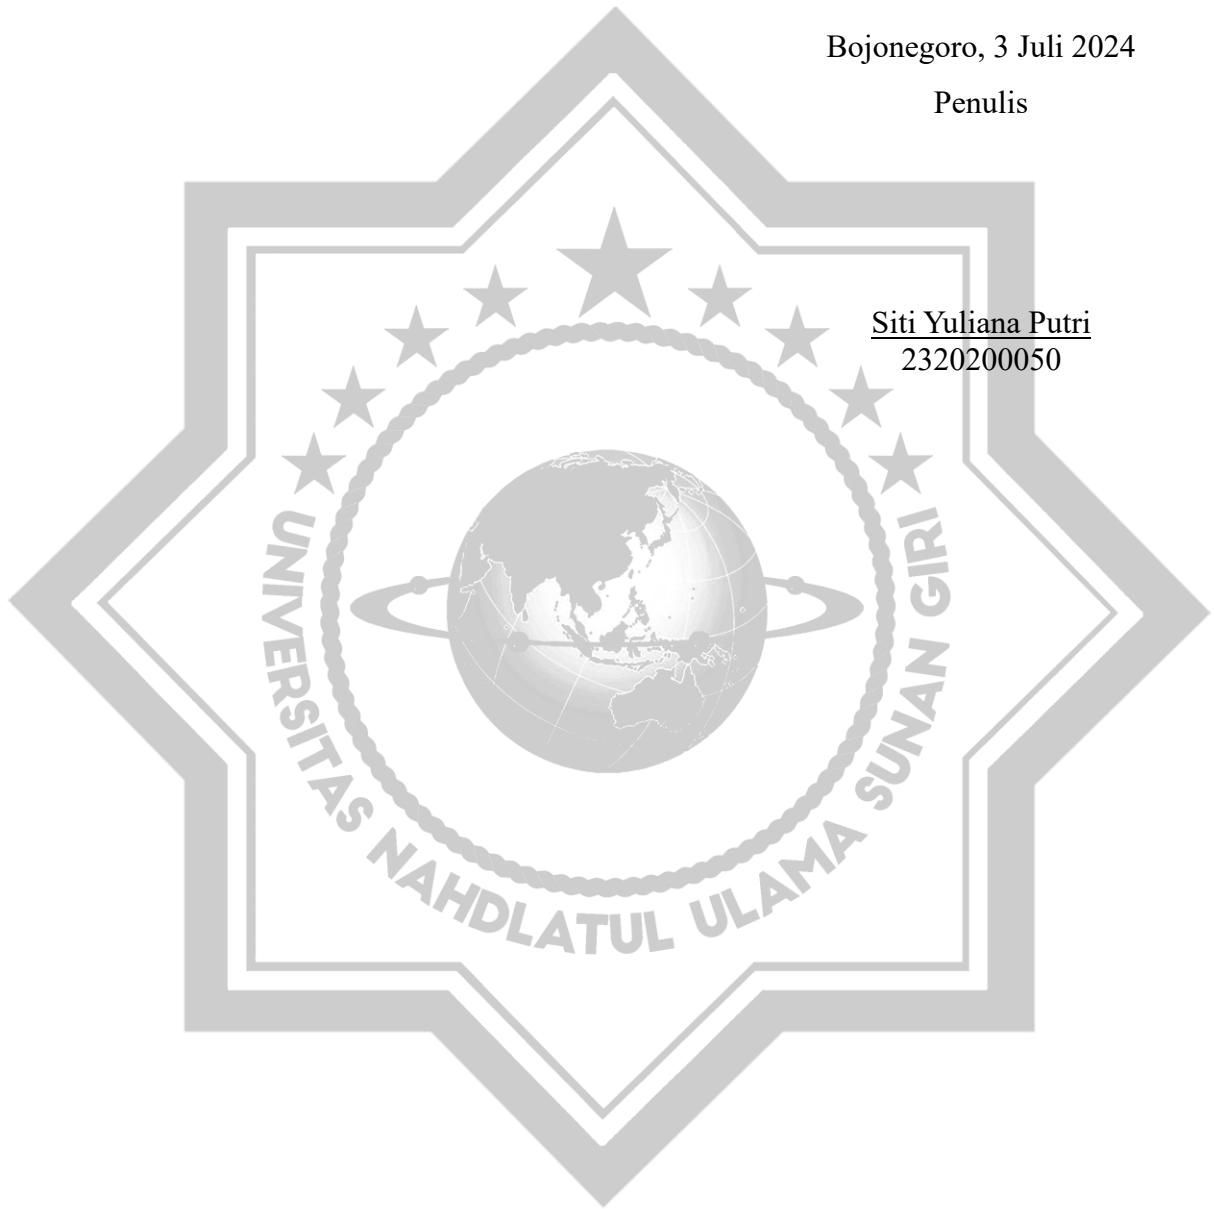 Bojonegoro, 3 Juli 2024
Penulis
Siti Yuliana Putri
2320200050
UNIVERSITAS NAHDLATUL ULAMA SUNAN GIRI